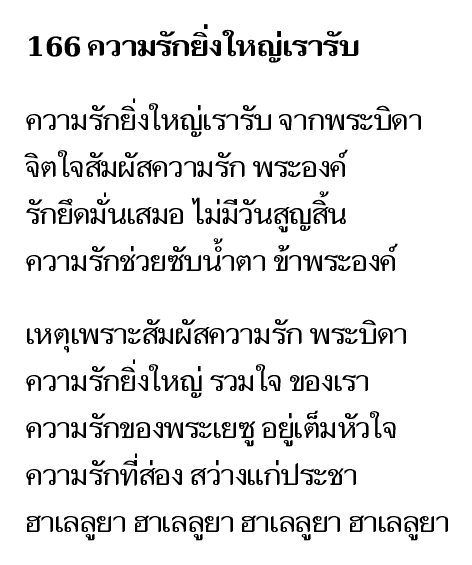 166 ความรักยิ่งใหญ่เรารับ
ความรักยิ่งใหญ่เรารับ จากพระบิดา
จิตใจสัมผัสความรัก พระองค์
รักยึดมั่นเสมอ ไม่มีวันสูญสิ้น
ความรักช่วยซับน้ำตา ข้าพระองค์
เหตุเพราะสัมผัสความรัก พระบิดา
ความรักยิ่งใหญ่ รวมใจ ของเรา
ความรักของพระเยซู อยู่เต็มหัวใจ
ความรักที่ส่อง สว่างแก่ประชา
ฮาเลลูยา ฮาเลลูยา ฮาเลลูยา ฮาเลลูยา